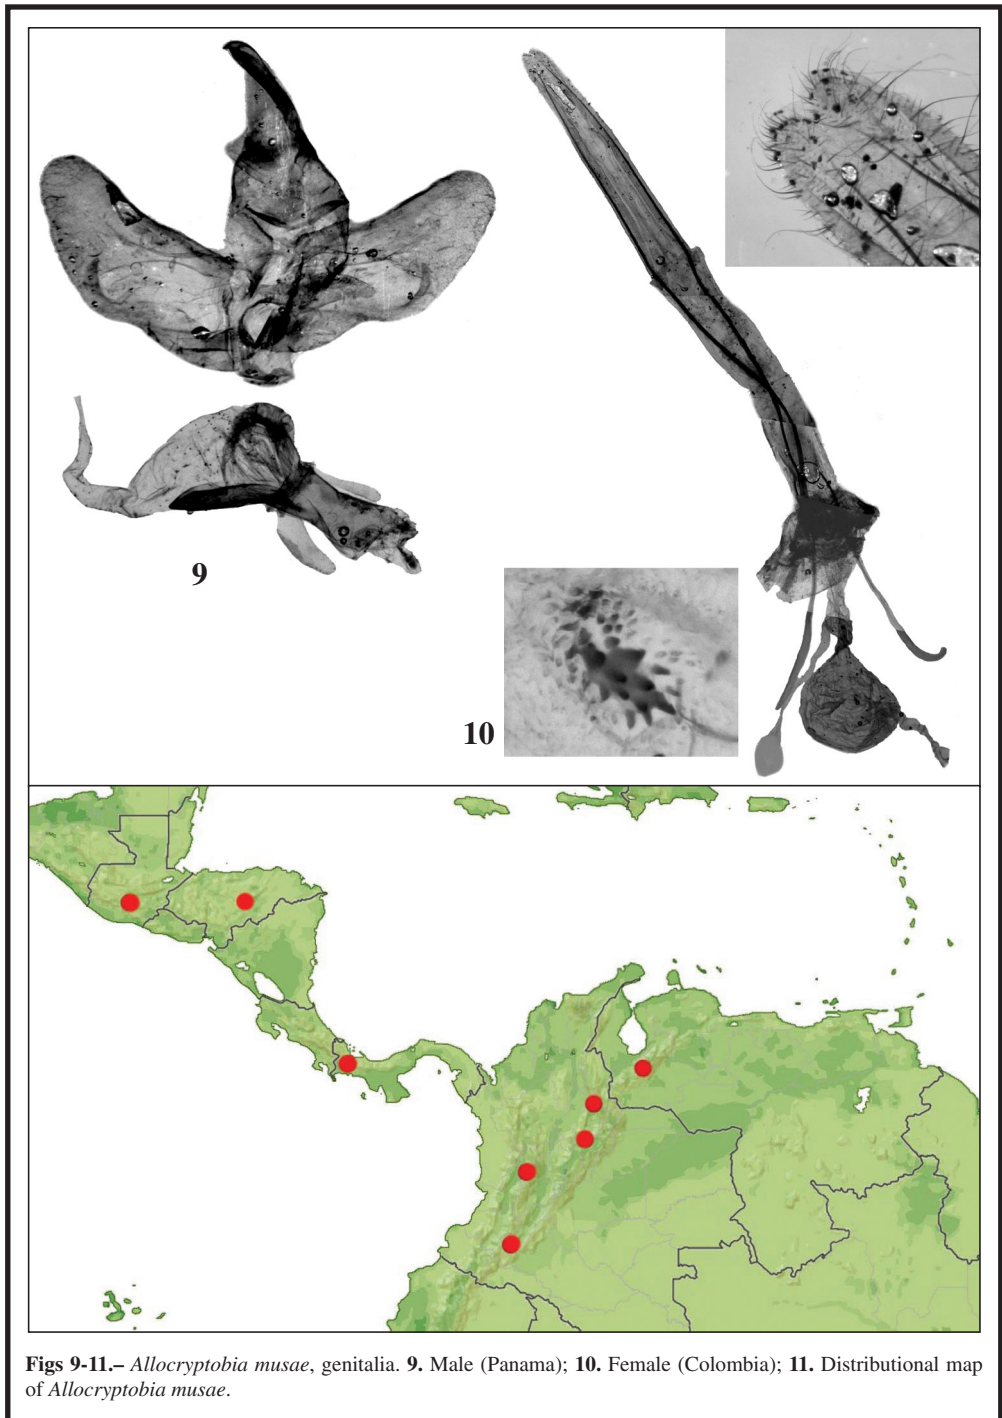 9
10
Figs 9-11.– Allocryptobia musae, genitalia. 9. Male (Panama); 10. Female (Colombia); 11. Distributional map
of Allocryptobia musae.